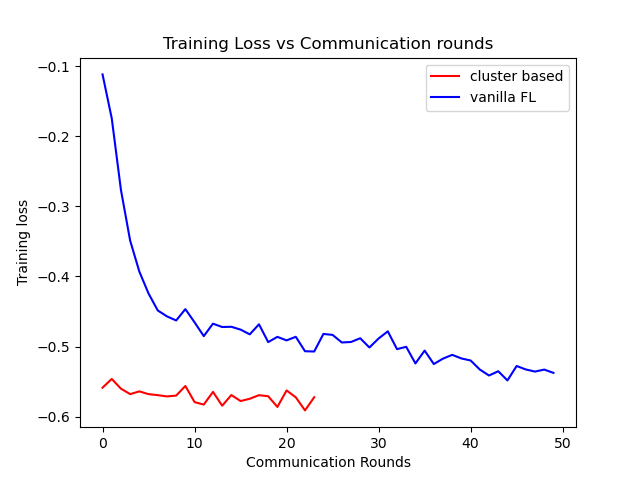 Training Loss vs Communication rounds
cluster based
vanilla FL
Training loss
−0.1
−0.2
−0.3
−0.4
−0.5
−0.6
0 10 20 30 40 50
Communication Rounds